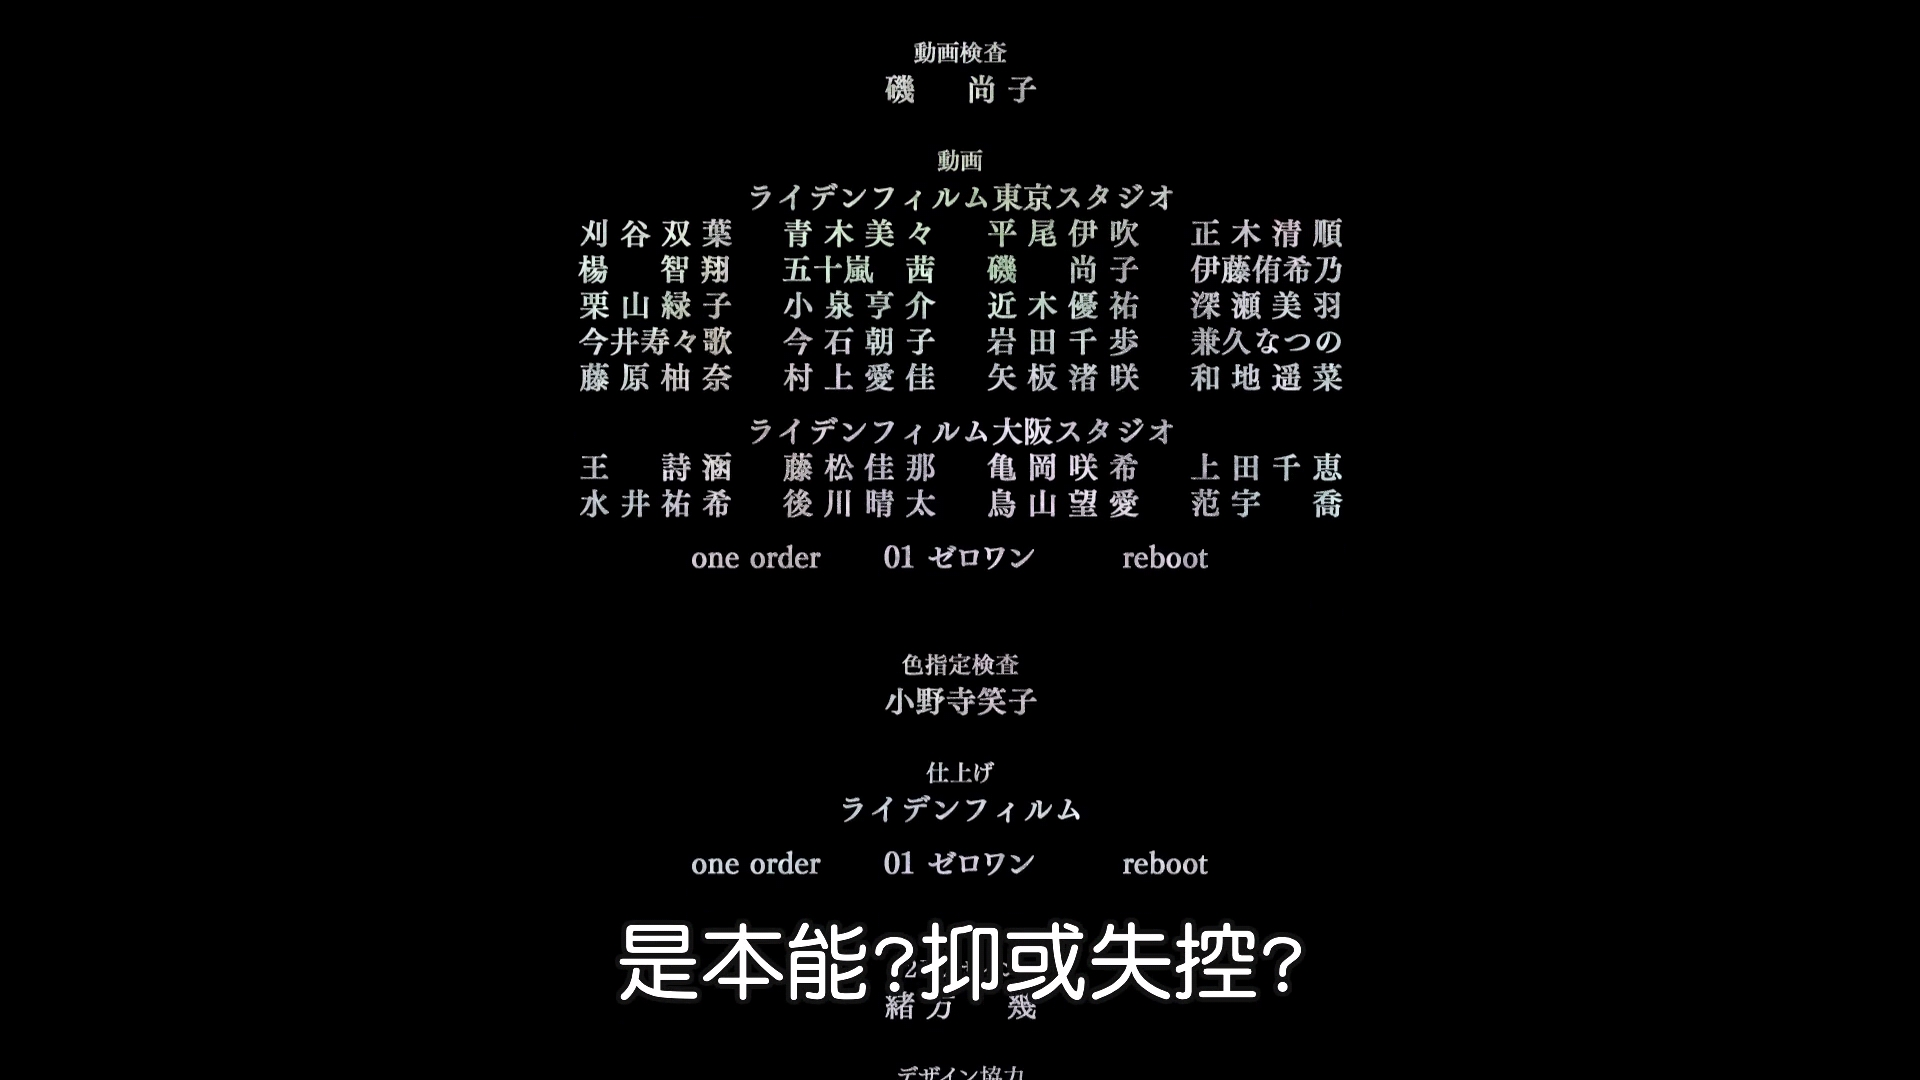 動画検査
磯 尚子
動画
ライデンフィルム東京スタジオ
刈谷双葉 青木美々 平尾伊吹 正木清順
楊 智翔 五十嵐 茜 磯 尚子 伊藤侑希乃
栗山緑子 小泉亨介 近木優祐 深瀬美羽
今井寿々歌 今石朝子 岩田千歩 兼久なつの
藤原柚奈 村上愛佳 矢板渚咲 和地遥菜
ライデンフィルム大阪スタジオ
王 詩涵 藤松佳那 亀岡咲希 上田千恵
水井祐希 後川晴太 鳥山望愛 范宇 喬
one order 01 ゼロワン reboot
色指定検査
小野寺笑子
仕上げ
ライデンフィルム
one order 01 ゼロワン reboot
是本能?抑或失控?
緒方 幾
デザイン協力